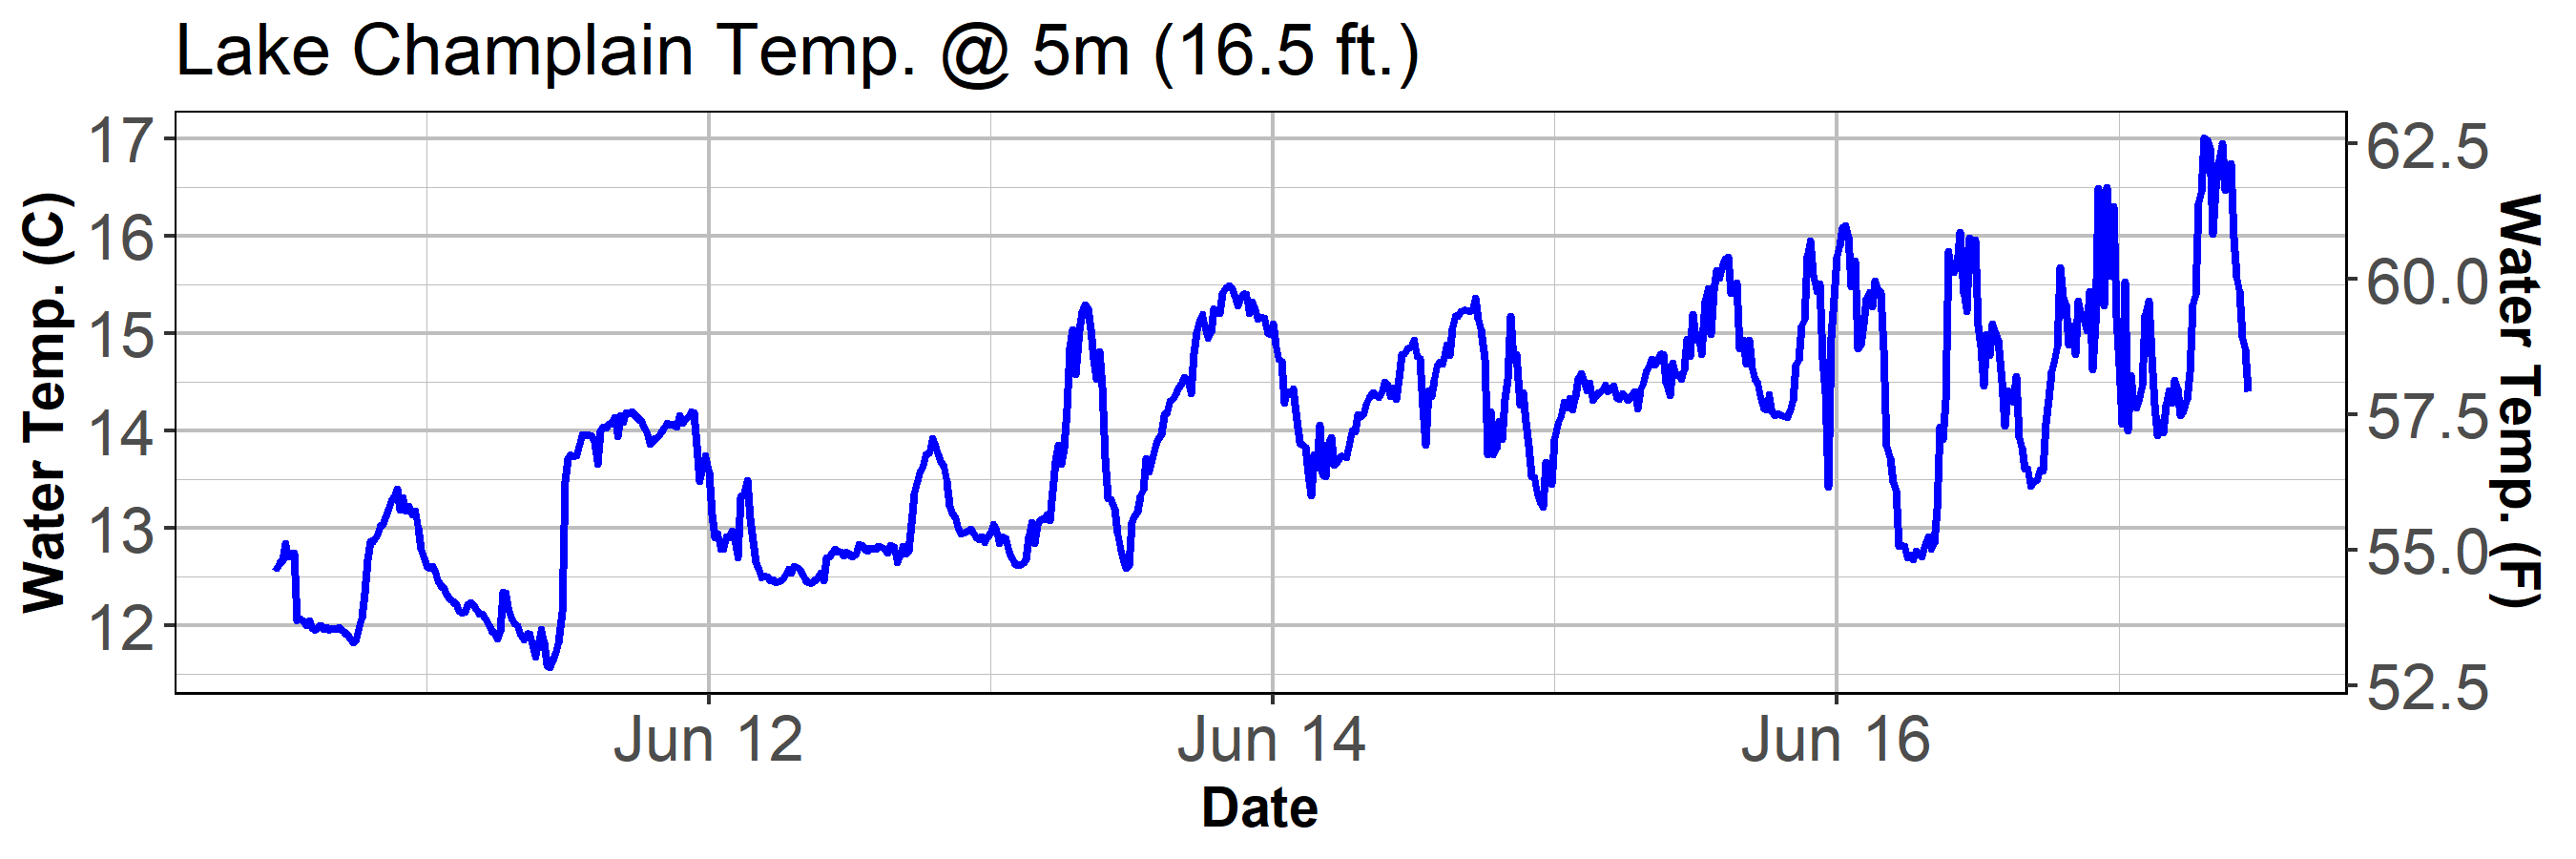 Lake Champlain Temp. @ 5m (16.5 ft.)
Water Temp. (C)
17
16
15
14
13
12
62.5
60.0
57.5
55.0
52.5
Water Temp. (F)
Jun 12 Jun 14 Jun 16
Date